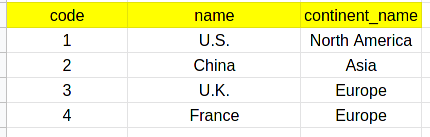 code name continent_name
1 U.S. North America
2 China Asia
3 U.K. Europe
4 France Europe